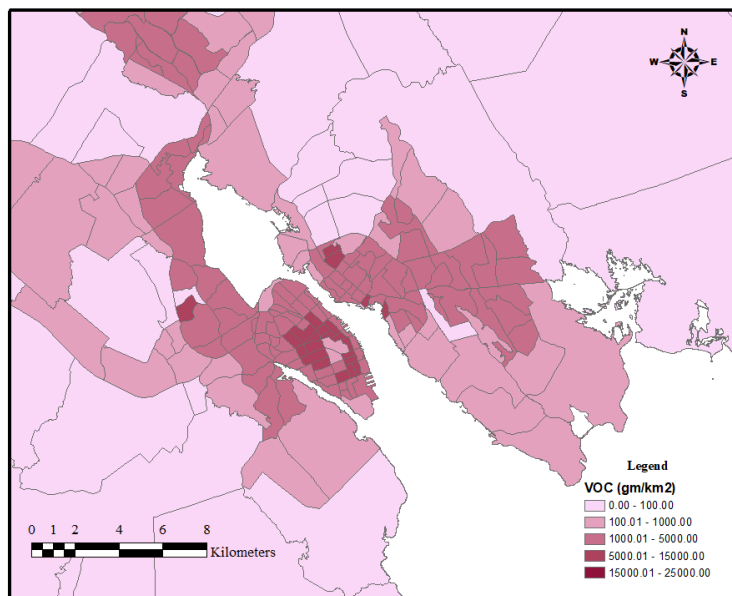 N
W E
S
Legend
VOC (gm/km2)
0.00 - 100.00
100.01 - 1000.00
1000.01 - 5000.00
5000.01 - 15000.00
15000.01 - 25000.00
0 1 2 4 6 8
Kilometers